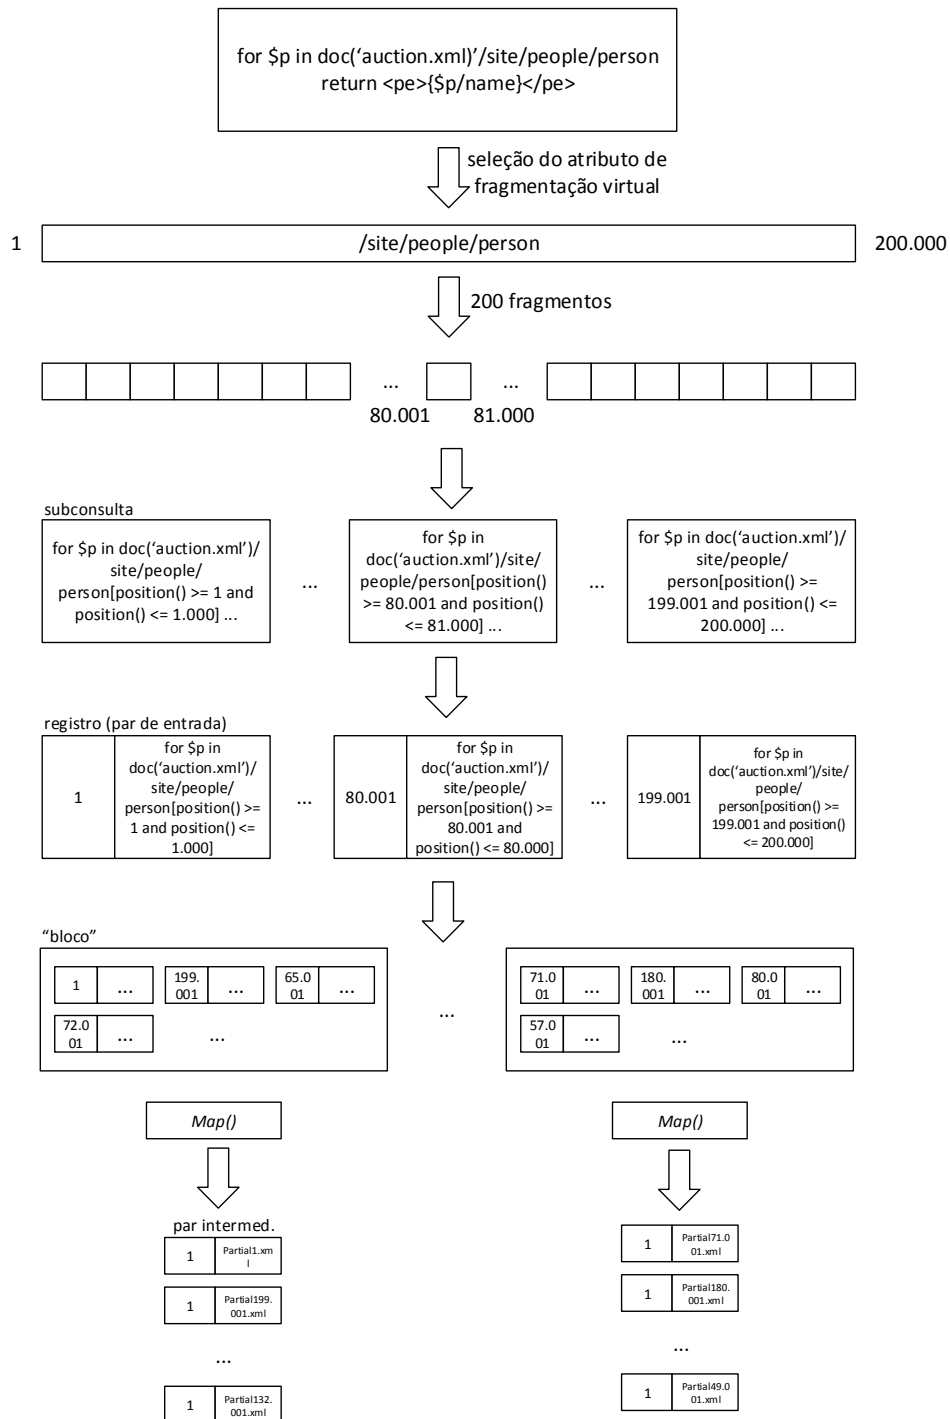 for $p in doc(‘auction.xml)’/site/people/person
return <pe>{$p/name}</pe>
seleção do atributo de
fragmentação virtual
1
/site/people/person
200.000
200 fragmentos
...
...
80.001
81.000
subconsulta
for $p in doc(‘auction.xml’)/
site/people/
person[position() >= 1 and
position() <= 1.000] ...
...
for $p in
doc(‘auction.xml’)/site/
people/person[position()
>= 80.001 and position()
<= 81.000] ...
...
for $p in doc(‘auction.xml’)/
site/people/
person[position() >=
199.001 and position() <=
200.000] ...
registro (par de entrada)
1
for $p in
doc(‘auction.xml’)/
site/people/
person[position() >=
1 and position() <=
1.000]
...
80.001
for $p in
doc(‘auction.xml’)/
site/people/
person[position() >=
80.001 and
position() <= 80.000]
...
199.001
for $p in
doc(‘auction.xml’)/site/
people/
person[position() >=
199.001 and position()
<= 200.000]
“bloco”
1
...
199.
001
...
65.0
01
...
72.0
01
...
...
...
71.0
01
...
180.
001
...
80.0
01
...
57.0
01
...
...
Map()
Map()
par intermed.
1
Partial1.xm
l
1
Partial199.
001.xml
...
1
Partial132.
001.xml
1
Partial71.0
01.xml
1
Partial180.
001.xml
...
1
Partial49.0
01.xml